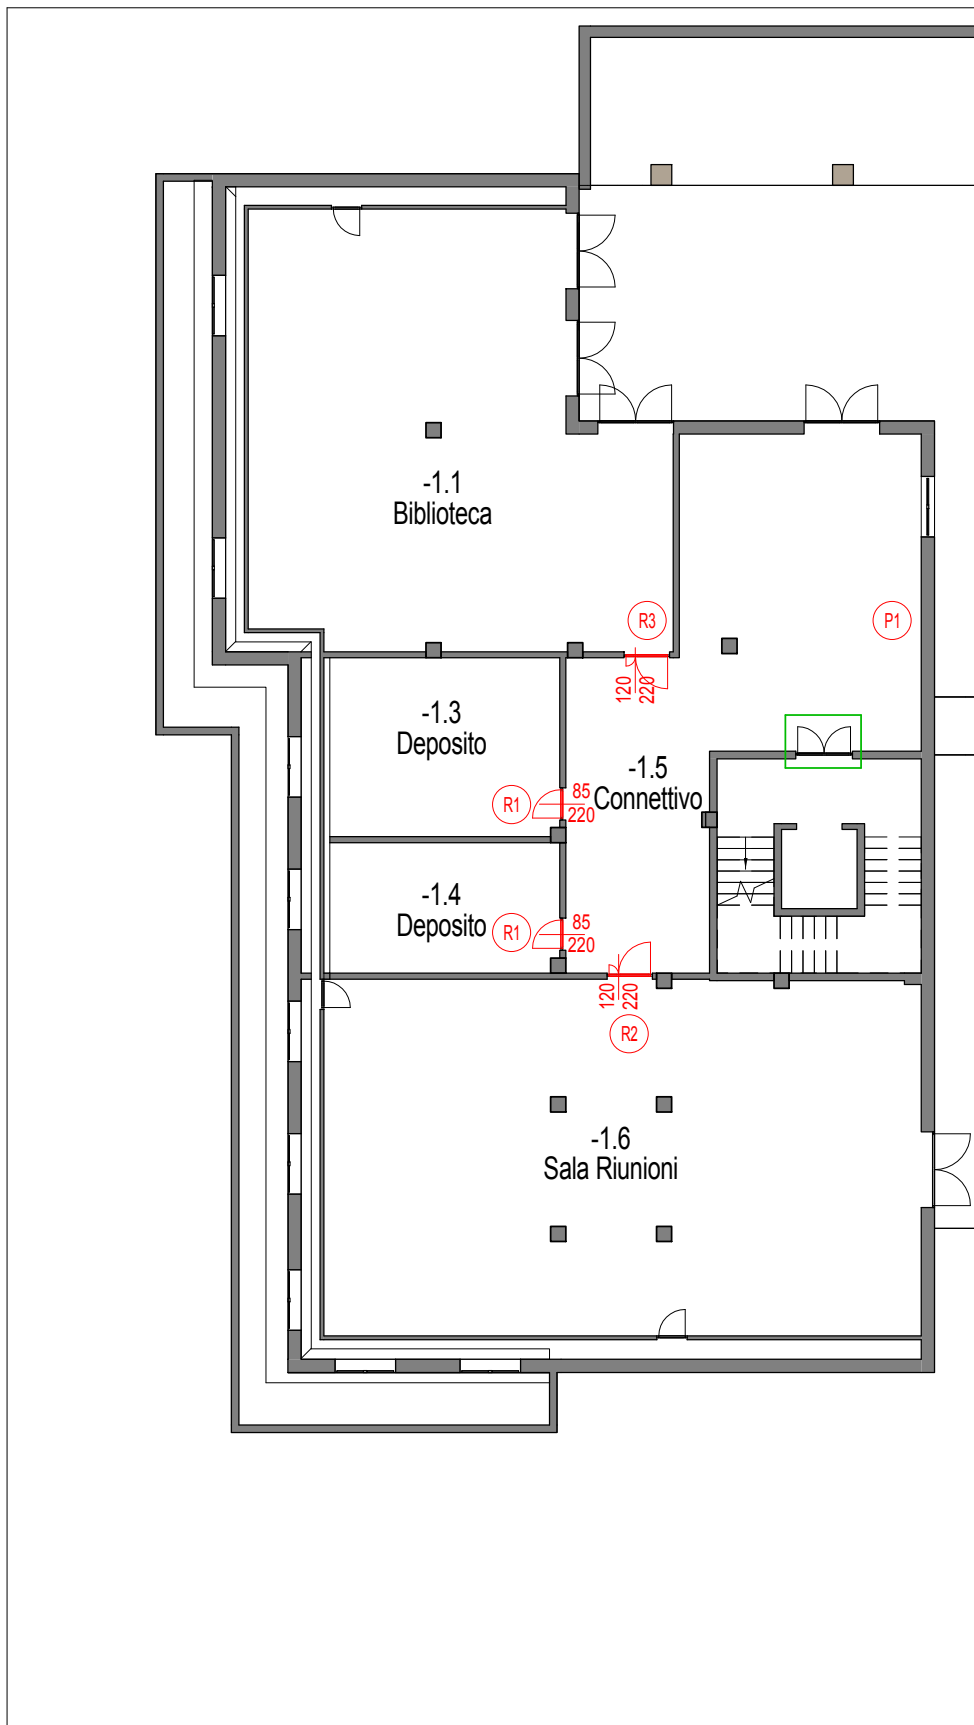 -1.1
Biblioteca
R3
P1
120
220
-1.3
Deposito
-1.5
Connettivo
R1
85
220
-1.4
Deposito
R1
85
220
120
220
R2
-1.6
Sala Riunioni